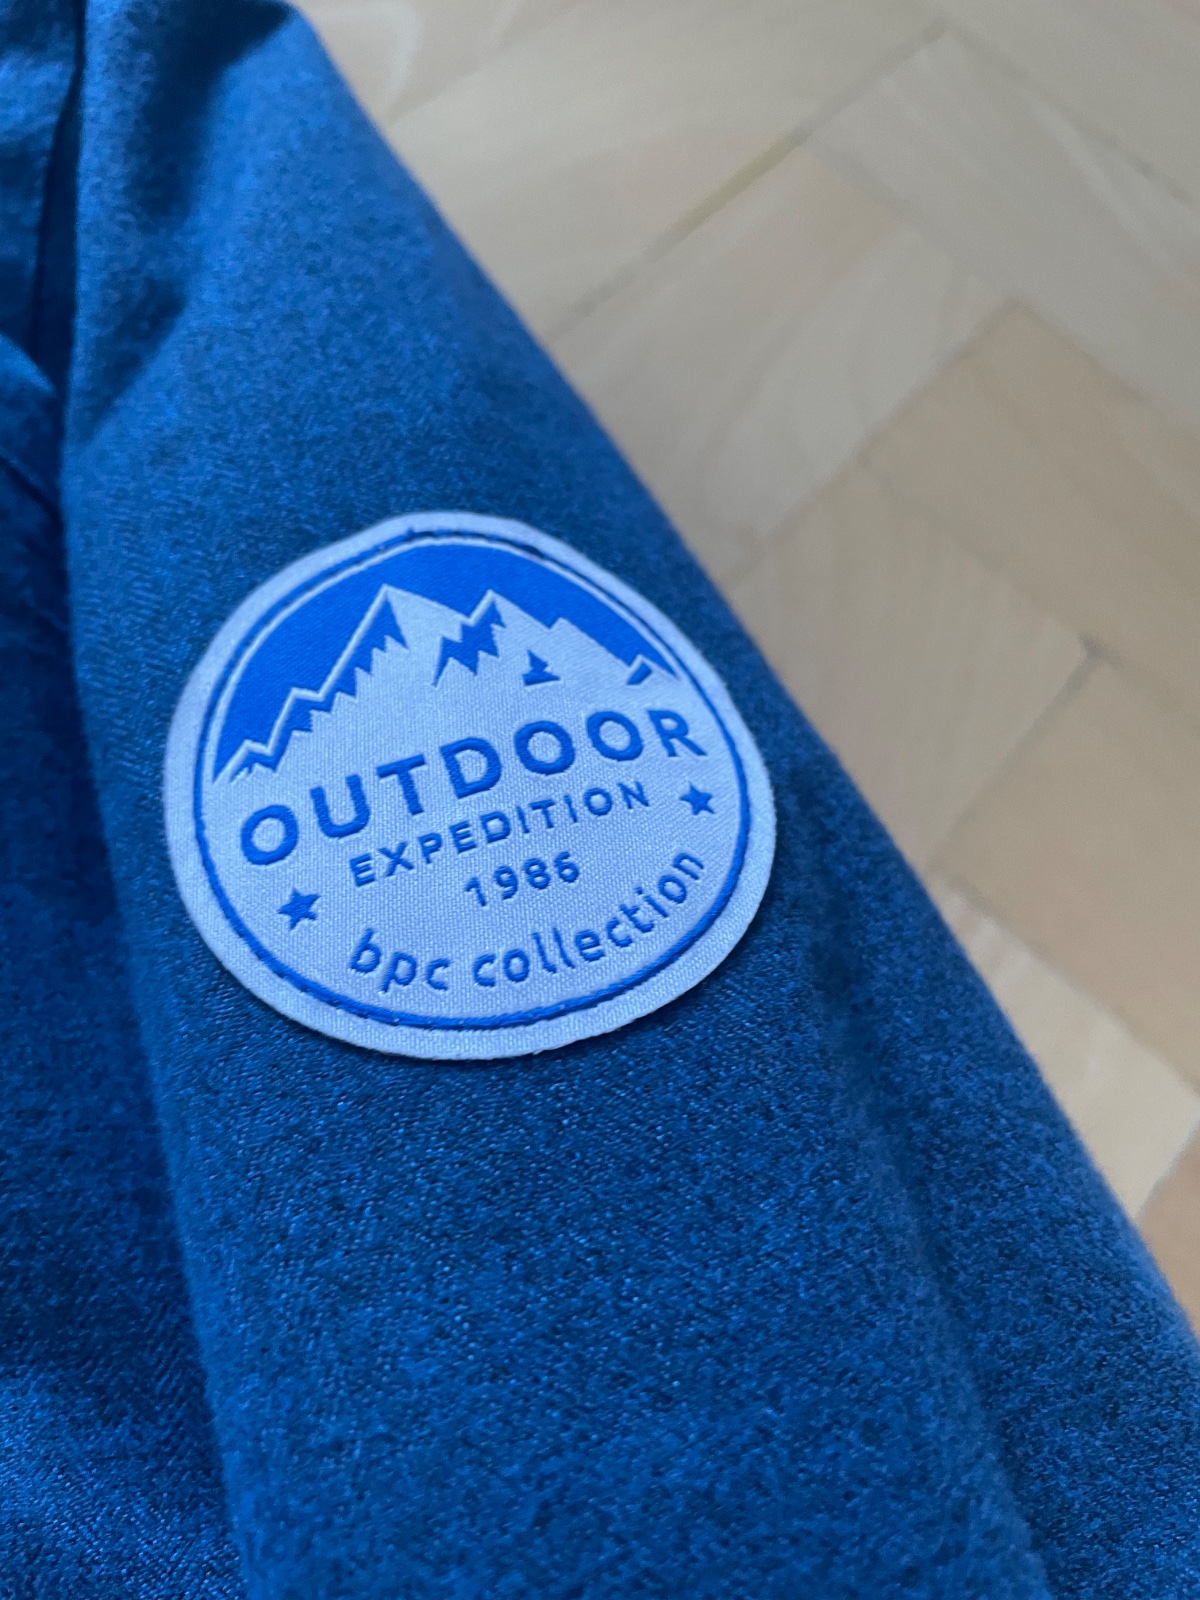 OUTDOOR
EXPEDITION
1986
bpc collection